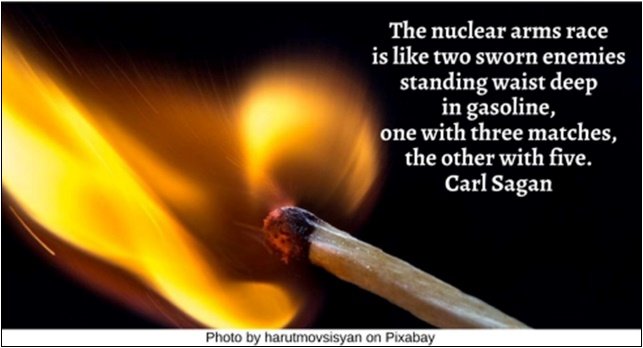 The nuclear arms race
is like two sworn enemies
standing waist deep
in gasoline,
one with three matches,
the other with five.
Carl Sagan
Photo by harutmovsisyan on Pixabay